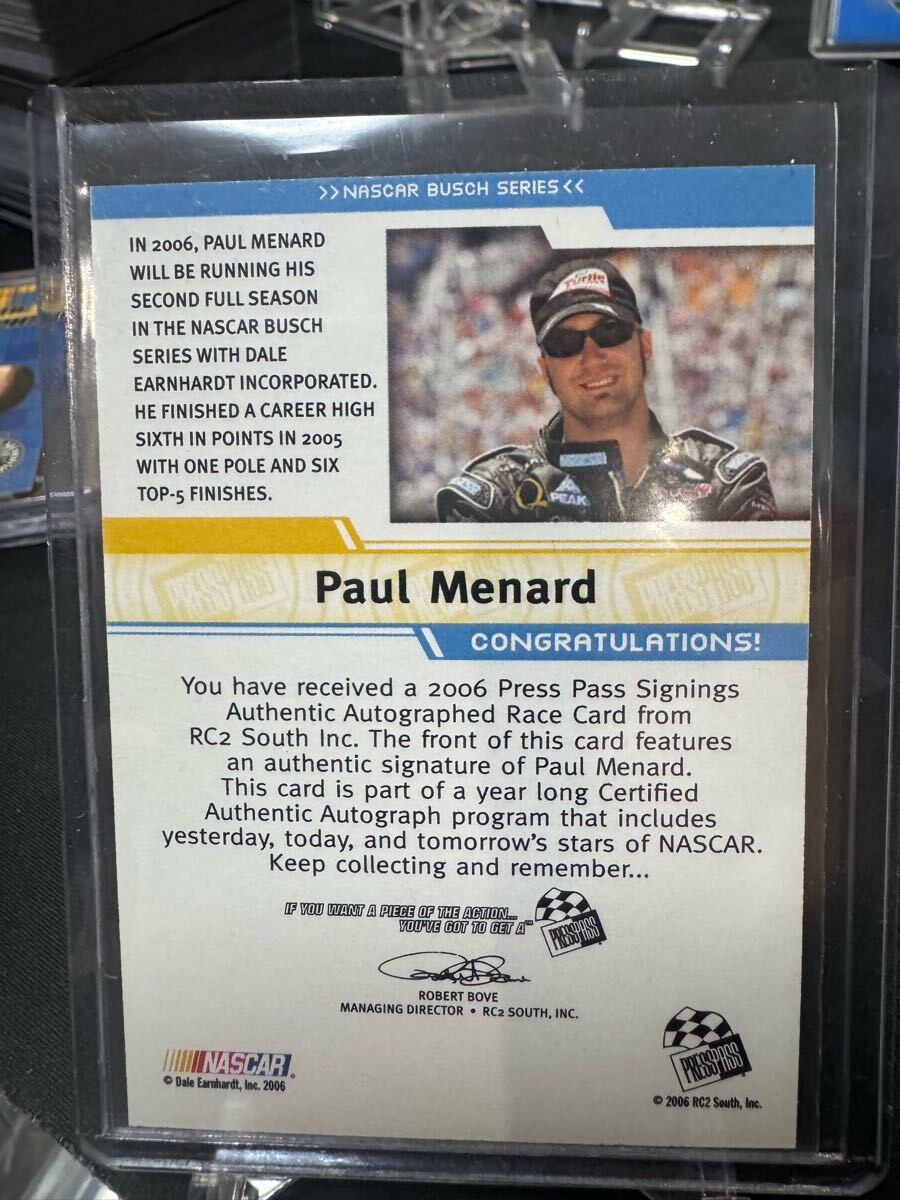 >>NASCAR BUSCH SERIES<<
IN 2006, PAUL MENARD
WILL BE RUNNING HIS
SECOND FULL SEASON
IN THE NASCAR BUSCH
SERIES WITH DALE
EARNHARDT INCORPORATED.
HE FINISHED A CAREER HIGH
SIXTH IN POINTS IN 2005
WITH ONE POLE AND SIX
TOP-5 FINISHES.
Turtle
PEAK
Paul Menard
CONGRATULATIONS!
You have received a 2006 Press Pass Signings
Authentic Autographed Race Card from
RC2 South Inc. The front of this card features
an authentic signature of Paul Menard.
This card is part of a year long Certified
Authentic Autograph program that includes
yesterday, today, and tomorrow's stars of NASCAR.
Keep collecting and remember...
IF YOU WANT A PIECE OF THE ACTION...
YOU'VE GOT TO GET A™
PRESS PASS
ROBERT BOVE
MANAGING DIRECTOR • RC2 SOUTH, INC.
NASCAR®
© Dale Earnhardt, Inc. 2006
PRESS PASS
© 2006 RC2 South, Inc.